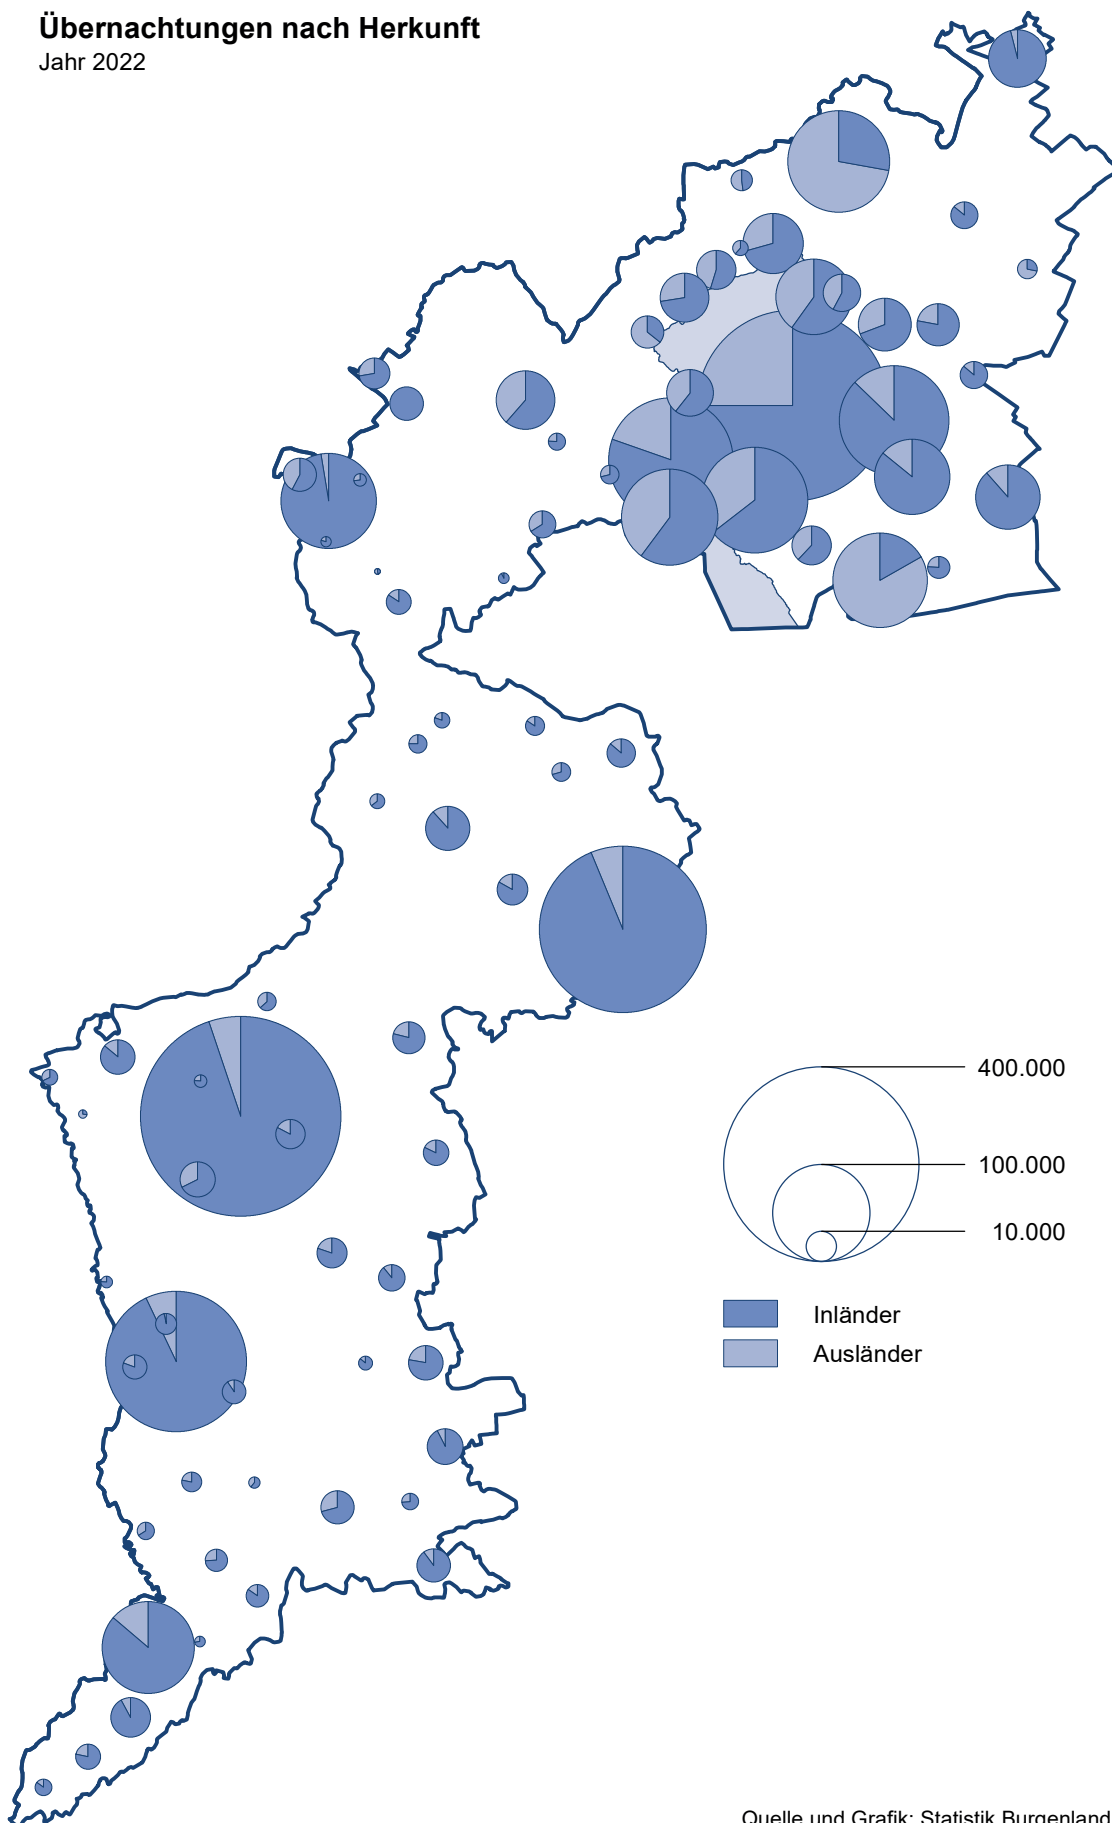 Übernachtungen nach Herkunft
Jahr 2022
400.000
100.000
10.000
Inländer
Ausländer
Quelle und Grafik: Statistik Burgenland